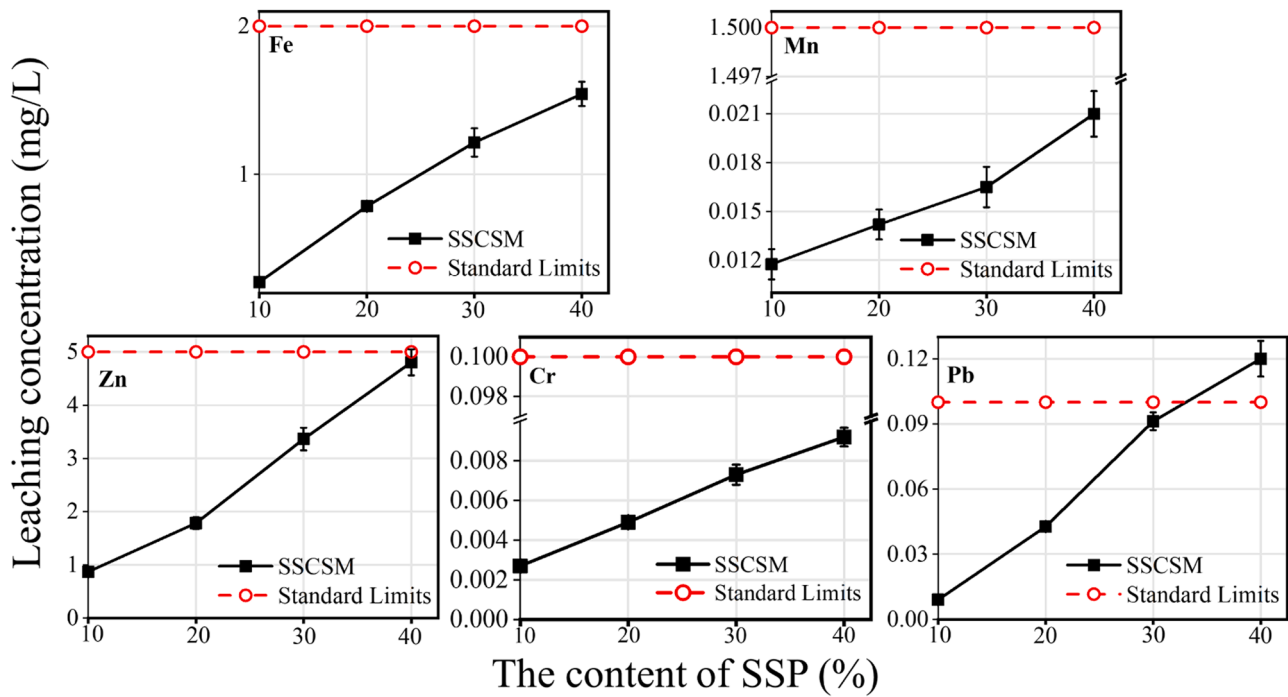 Leaching concentration (mg/L)
Fe
2
1
SSCSM
Standard Limits
10 20 30 40
Mn
1.500
1.497
0.021
0.018
0.015
0.012
SSCSM
Standard Limits
10 20 30 40
Zn
5
4
3
2
1
0
SSCSM
Standard Limits
10 20 30 40
Cr
0.100
0.098
0.008
0.006
0.004
0.002
0.000
SSCSM
Standard Limits
10 20 30 40
Pb
0.12
0.09
0.06
0.03
0.00
SSCSM
Standard Limits
10 20 30 40
The content of SSP (%)